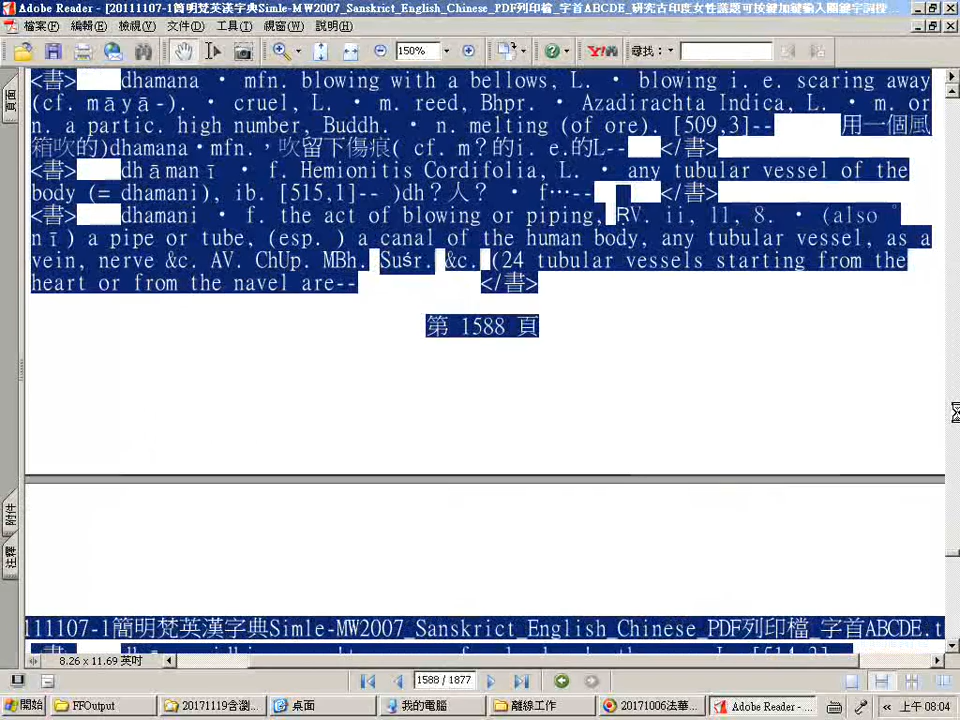 Adobe Reader - [20111107-1簡明梵英漢字典Simle-MW2007_Sanskrict_English_Chinese_PDF列印檔_字首ABCDE_研究古印度女性議題可按鍵加鍵輸入關鍵字詞搜
檔案(F) 編輯(E) 檢視(V) 文件(D) 工具(T) 視窗(W) 說明(H)
150% Y! 尋找：
頁面
<書> dhamana ‧ mfn. blowing with a bellows, L. ‧ blowing i. e. scaring away
(cf. māyā-). ‧ cruel, L. ‧ m. reed, Bhpr. ‧ Azadirachta Indica, L. ‧ m. or
n. a partic. high number, Buddh. ‧ n. melting (of ore). [509,3]-- 用一個風
箱吹的)dhamana‧mfn.，吹留下傷痕( cf. m？的i. e.的L-- </書>
<書> dhāmanī ‧ f. Hemionitis Cordifolia, L. ‧ any tubular vessel of the
body (= dhamani), ib. [515,1]-- )dh？人？ ‧ f…-- </書>
<書> dhamani ‧ f. the act of blowing or piping, RV. ii, 11, 8. ‧ (also °
nī) a pipe or tube, (esp. ) a canal of the human body, any tubular vessel, as a
vein, nerve &c. AV. ChUp. MBh. Suśr. &c. (24 tubular vessels starting from the
heart or from the navel are-- </書>
第 1588 頁
附件
註釋
111107-1簡明梵英漢字典Simle-MW2007_Sanskrict_English_Chinese_PDF列印檔_字首ABCDE.t
8.26 x 11.69 英吋
1588 / 1877
開始 FFOutput 20171119含瀏... 桌面 我的電腦 離線工作 20171006法華... Adobe Reader - [... « 上午 08:04